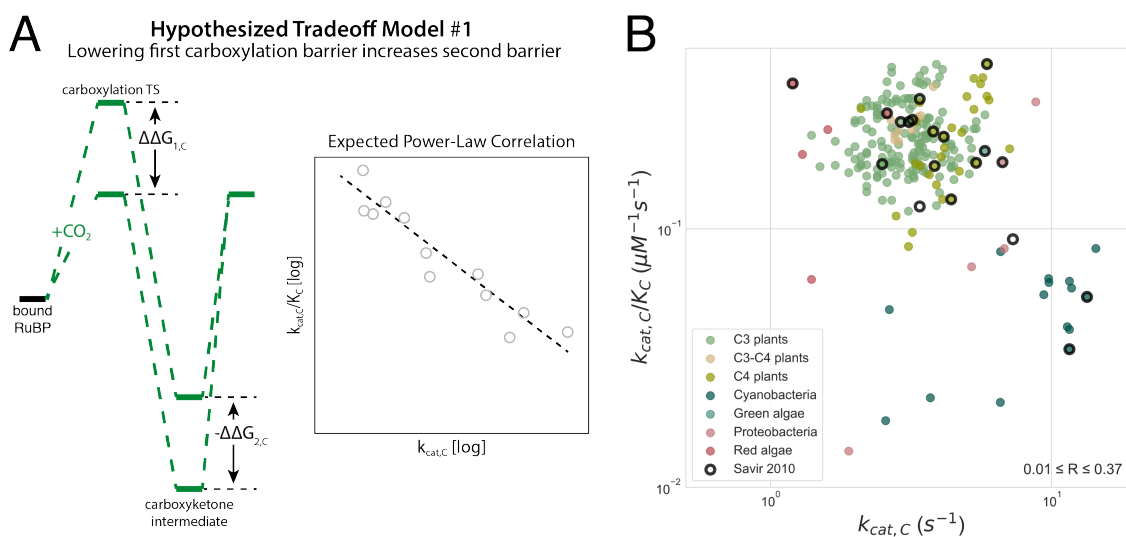 A
Hypothesized Tradeoff Model #1
Lowering first carboxylation barrier increases second barrier
carboxylation TS
ΔΔG1,C
+CO2
bound
RuBP
-ΔΔG2,C
carboxyketone
intermediate
Expected Power-Law Correlation
kcat,C/KC [log]
kcat,C [log]
B
kcat,C/KC (μM−1s−1)
10−1
10−2
C3 plants
C3-C4 plants
C4 plants
Cyanobacteria
Green algae
Proteobacteria
Red algae
Savir 2010
0.01 ≤ R ≤ 0.37
100
101
kcat,C (s−1)